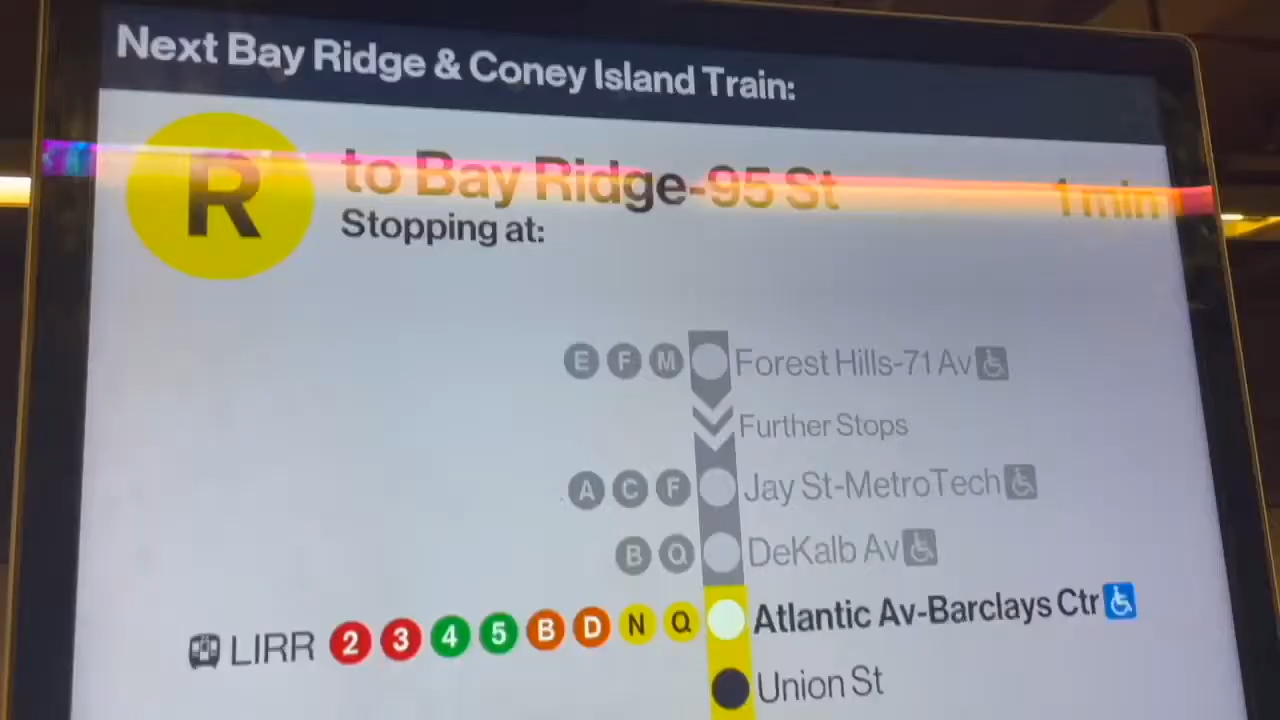 Next Bay Ridge & Coney Island Train:
R to Bay Ridge-95 St 1 min
Stopping at:
E F M Forest Hills-71 Av
Further Stops
A C F Jay St-MetroTech
B Q DeKalb Av
LIRR 2 3 4 5 B D N Q Atlantic Av-Barclays Ctr
Union St